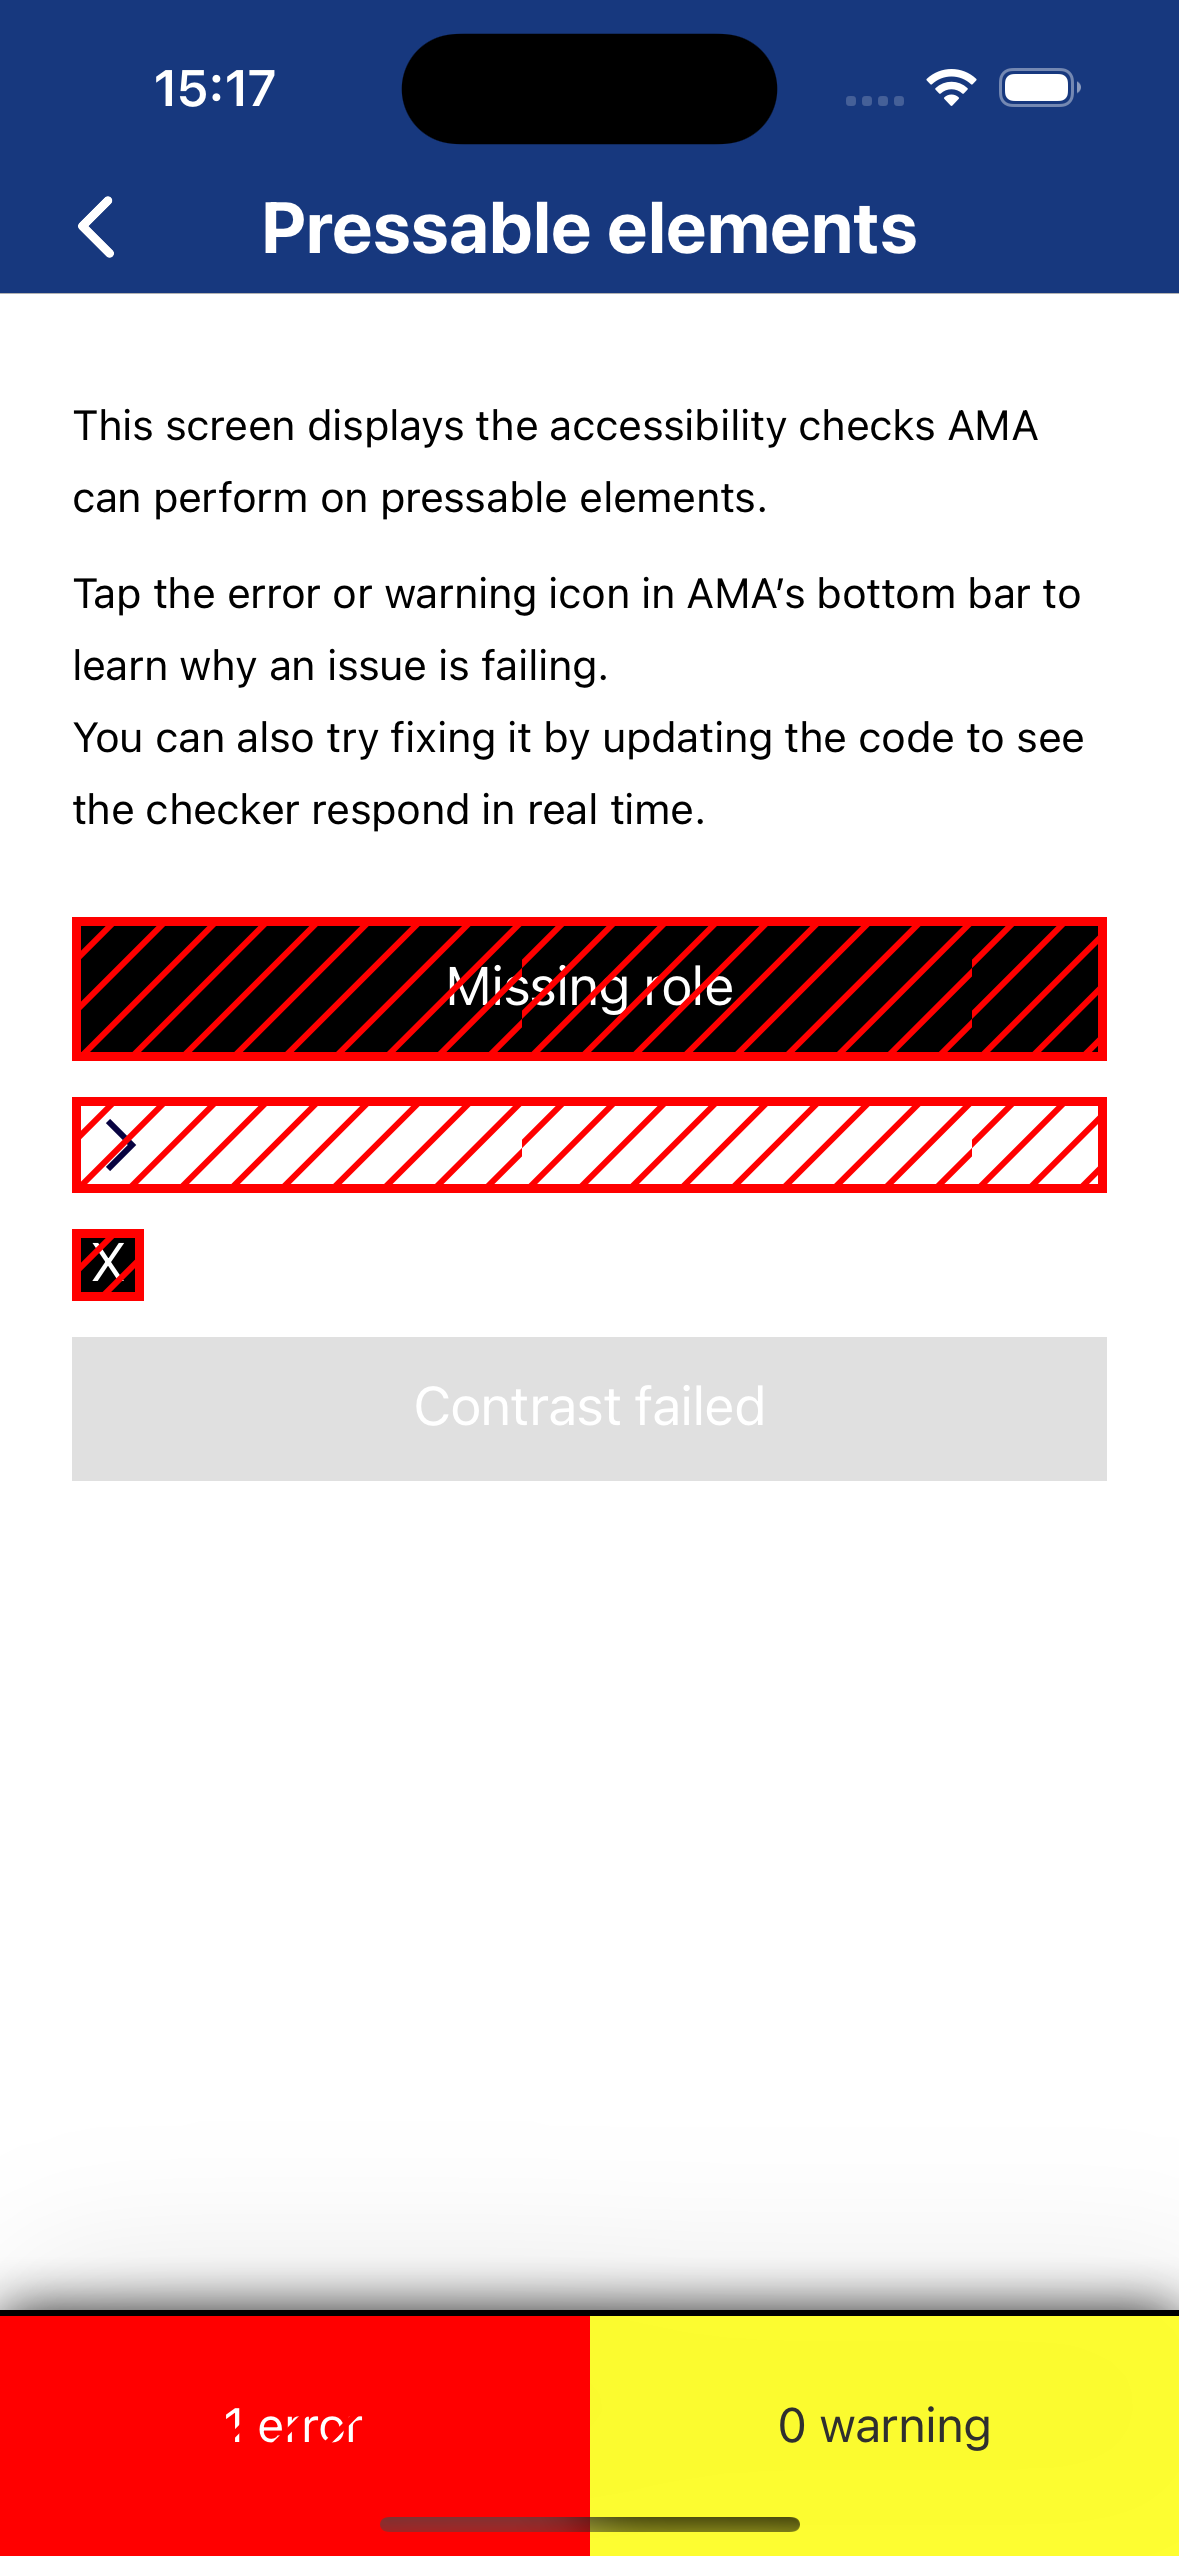 15:17
Pressable elements
This screen displays the accessibility checks AMA
can perform on pressable elements.
Tap the error or warning icon in AMA’s bottom bar to
learn why an issue is failing.
You can also try fixing it by updating the code to see
the checker respond in real time.
Missing role
X
Contrast failed
1 error
0 warning